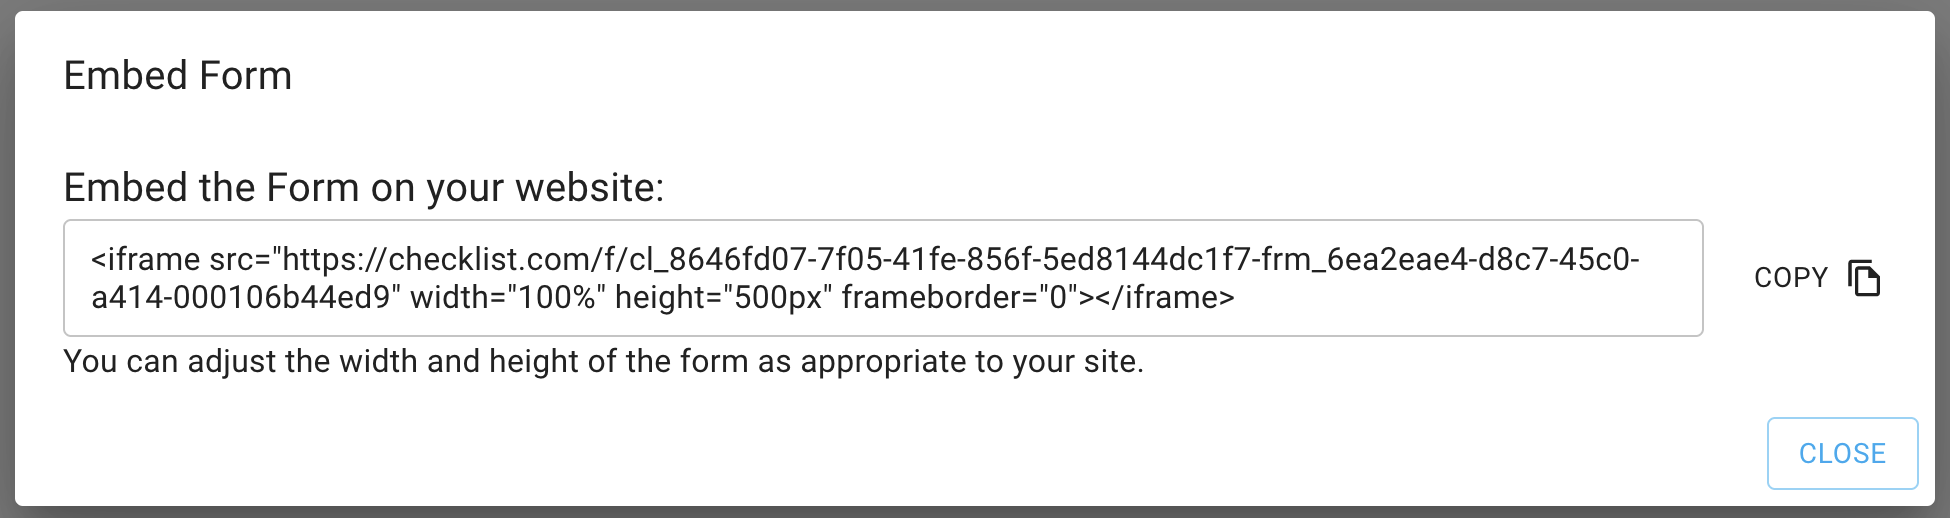 Embed Form
Embed the Form on your website:
<iframe src="https://checklist.com/f/cl_8646fd07-7f05-41fe-856f-5ed8144dc1f7-frm_6ea2eae4-d8c7-45c0-
a414-000106b44ed9" width="100%" height="500px" frameborder="0"></iframe>
COPY
You can adjust the width and height of the form as appropriate to your site.
CLOSE